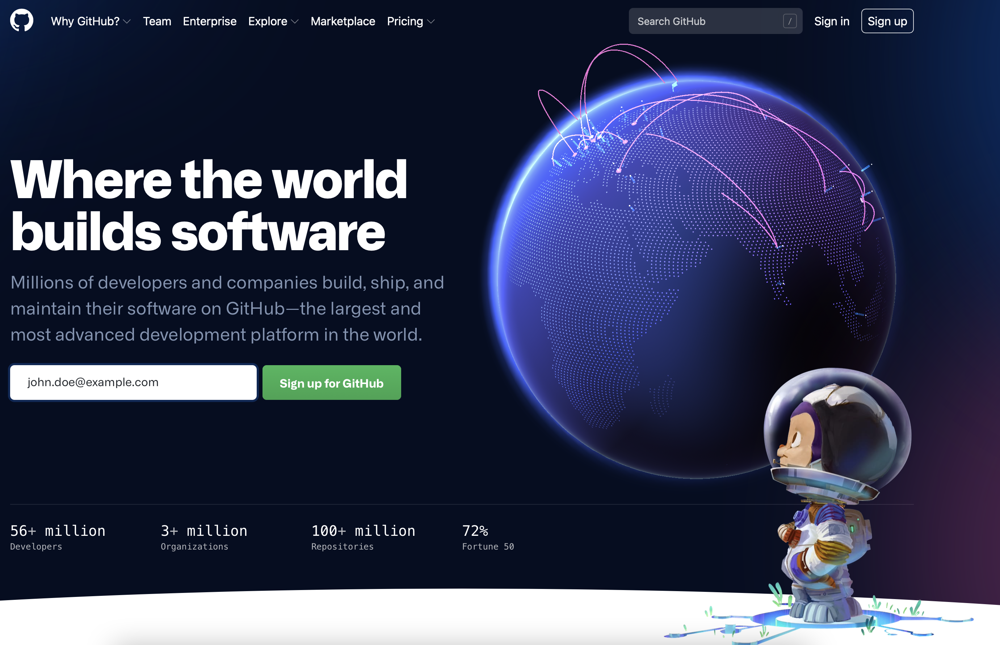 Why GitHub? Team Enterprise Explore Marketplace Pricing Search GitHub / Sign in Sign up
Where the world
builds software
Millions of developers and companies build, ship, and
maintain their software on GitHub—the largest and
most advanced development platform in the world.
john.doe@example.com Sign up for GitHub
56+ million 3+ million 100+ million 72%
Developers Organizations Repositories Fortune 50